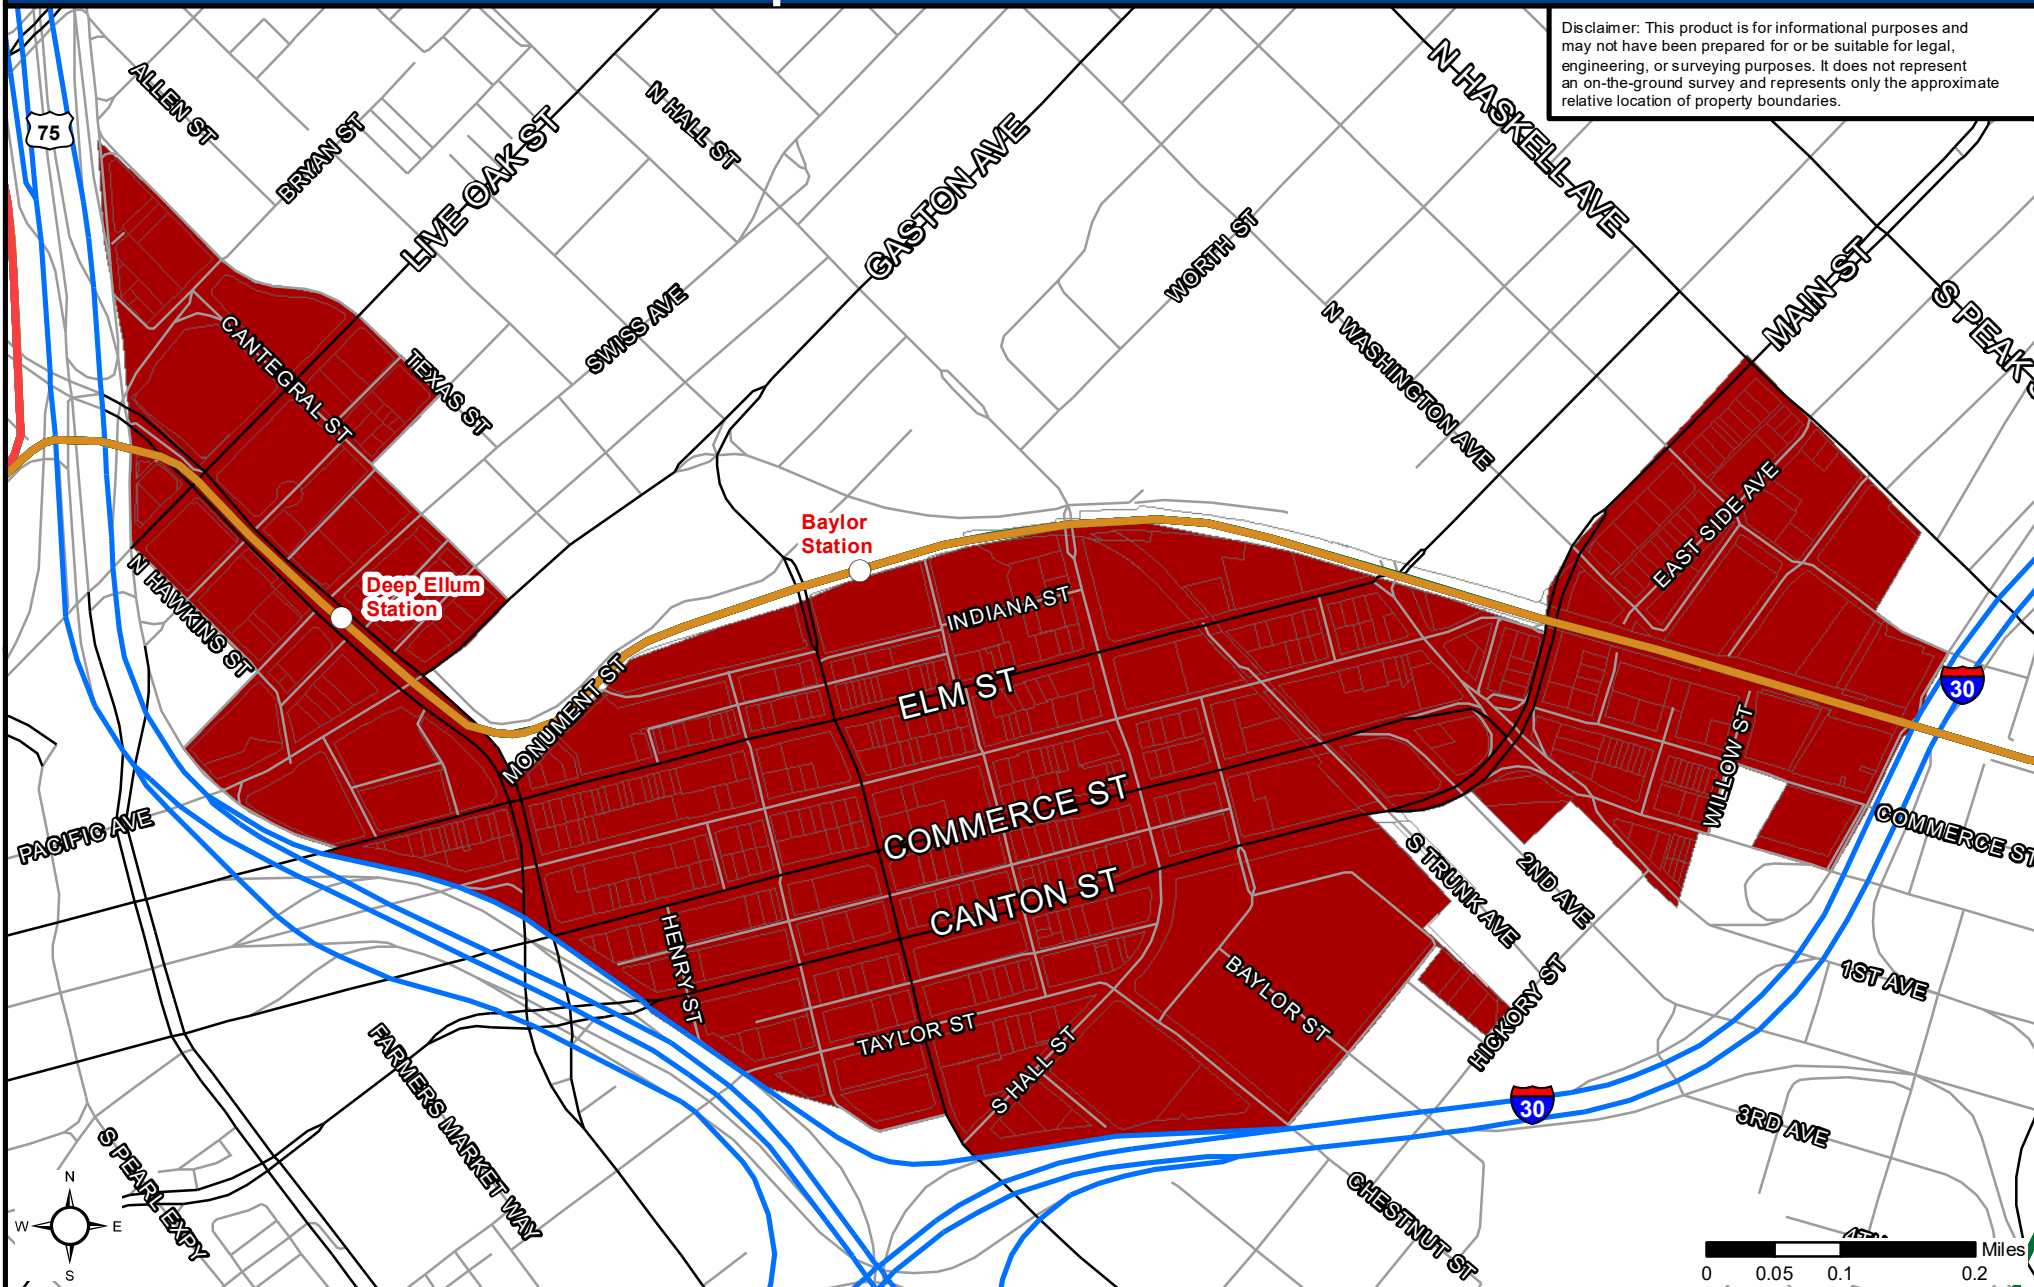 Disclaimer: This product is for informational purposes and
may not have been prepared for or be suitable for legal,
engineering, or surveying purposes. It does not represent
an on-the-ground survey and represents only the approximate
relative location of property boundaries.
75
ALLEN ST
BRYAN ST
LIVE OAK ST
N HALL ST
GASTON AVE
N HASKELL AVE
WORTH ST
MAIN ST
S PEAK
SWISS AVE
N WASHINGTON AVE
CANTEGRAL ST
TEXAS ST
EAST SIDE AVE
Baylor
Station
Deep Ellum
Station
N HAWKINS ST
INDIANA ST
MONUMENT ST
ELM ST
30
WILLOW ST
COMMERCE ST
COMMERCE ST
PACIFIC AVE
CANTON ST
S TRUNK AVE
2ND AVE
HENRY ST
BAYLOR ST
HICKORY ST
1ST AVE
TAYLOR ST
S HALL ST
FARMERS MARKET WAY
30
3RD AVE
S PEARL EXPY
CHESTNUT ST
N
W
E
S
Miles
0 0.05 0.1 0.2